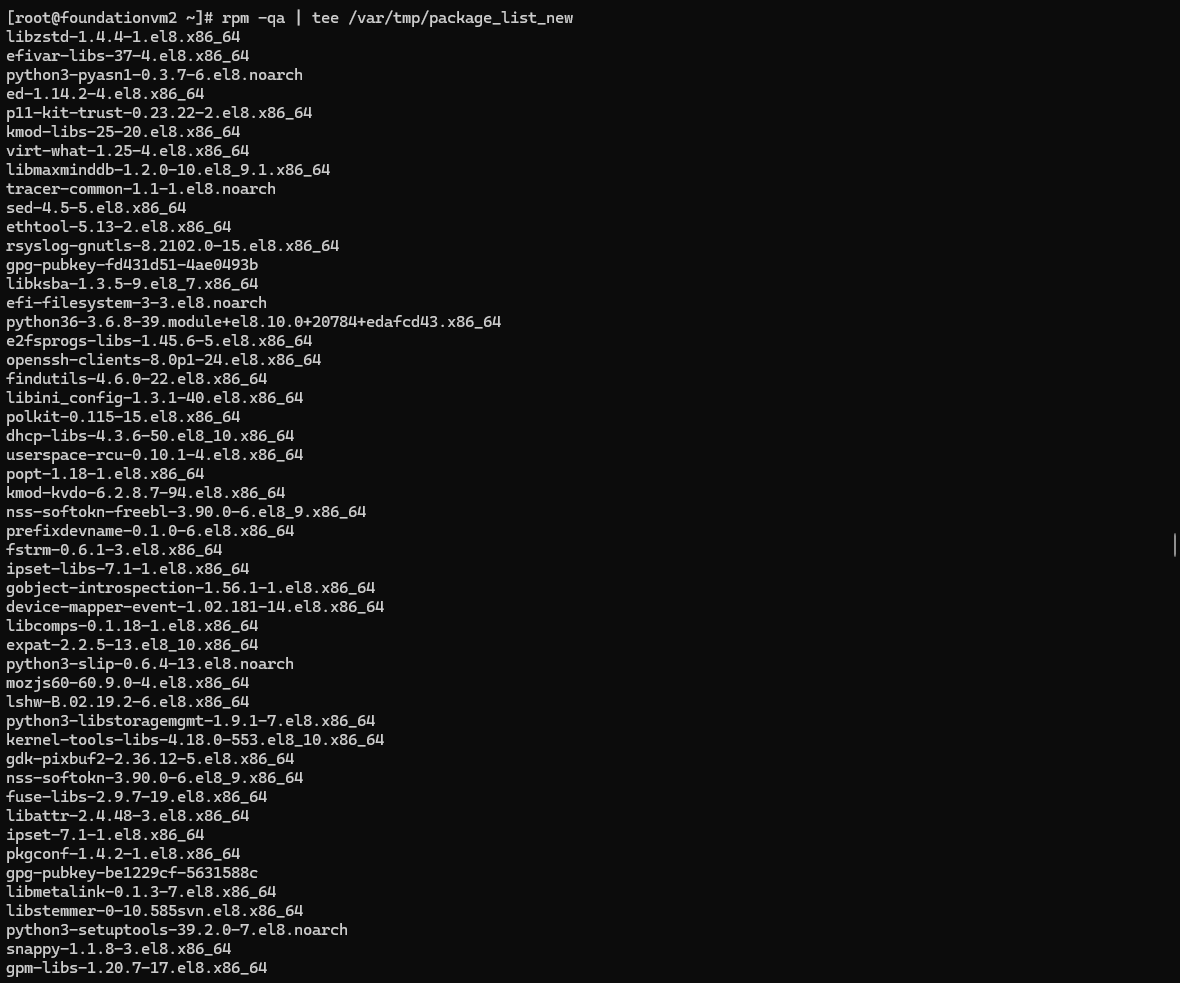 [root@foundationvm2 ~]# rpm -qa | tee /var/tmp/package_list_new
libzstd-1.4.4-1.el8.x86_64
efivar-libs-37-4.el8.x86_64
python3-pyasn1-0.3.7-6.el8.noarch
ed-1.14.2-4.el8.x86_64
p11-kit-trust-0.23.22-2.el8.x86_64
kmod-libs-25-20.el8.x86_64
virt-what-1.25-4.el8.x86_64
libmaxminddb-1.2.0-10.el8_9.1.x86_64
tracer-common-1.1-1.el8.noarch
sed-4.5-5.el8.x86_64
ethtool-5.13-2.el8.x86_64
rsyslog-gnutls-8.2102.0-15.el8.x86_64
gpg-pubkey-fd431d51-4ae0493b
libksba-1.3.5-9.el8_7.x86_64
efi-filesystem-3-3.el8.noarch
python36-3.6.8-39.module+el8.10.0+20784+edafcd43.x86_64
e2fsprogs-libs-1.45.6-5.el8.x86_64
openssh-clients-8.0p1-24.el8.x86_64
findutils-4.6.0-22.el8.x86_64
libini_config-1.3.1-40.el8.x86_64
polkit-0.115-15.el8.x86_64
dhcp-libs-4.3.6-50.el8_10.x86_64
userspace-rcu-0.10.1-4.el8.x86_64
popt-1.18-1.el8.x86_64
kmod-kvdo-6.2.8.7-94.el8.x86_64
nss-softokn-freebl-3.90.0-6.el8_9.x86_64
prefixdevname-0.1.0-6.el8.x86_64
fstrm-0.6.1-3.el8.x86_64
ipset-libs-7.1-1.el8.x86_64
gobject-introspection-1.56.1-1.el8.x86_64
device-mapper-event-1.02.181-14.el8.x86_64
libcomps-0.1.18-1.el8.x86_64
expat-2.2.5-13.el8_10.x86_64
python3-slip-0.6.4-13.el8.noarch
mozjs60-60.9.0-4.el8.x86_64
lshw-B.02.19.2-6.el8.x86_64
python3-libstoragemgmt-1.9.1-7.el8.x86_64
kernel-tools-libs-4.18.0-553.el8_10.x86_64
gdk-pixbuf2-2.36.12-5.el8.x86_64
nss-softokn-3.90.0-6.el8_9.x86_64
fuse-libs-2.9.7-19.el8.x86_64
libattr-2.4.48-3.el8.x86_64
ipset-7.1-1.el8.x86_64
pkgconf-1.4.2-1.el8.x86_64
gpg-pubkey-be1229cf-5631588c
libmetalink-0.1.3-7.el8.x86_64
libstemmer-0-10.585svn.el8.x86_64
python3-setuptools-39.2.0-7.el8.noarch
snappy-1.1.8-3.el8.x86_64
gpm-libs-1.20.7-17.el8.x86_64